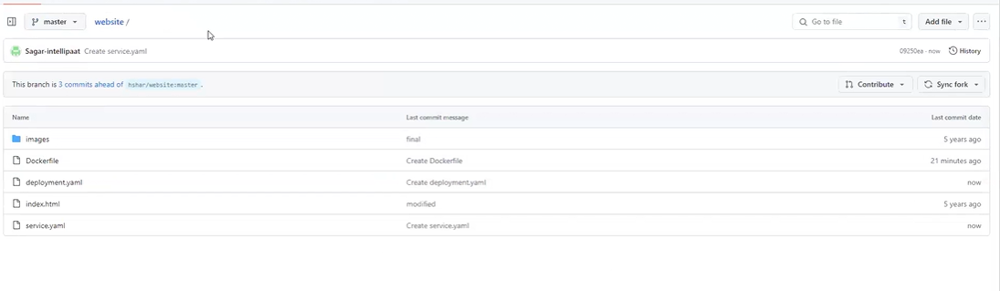 master website / Go to file t Add file ...
Sagar-intellipaat Create service.yaml 09250ea · now History
This branch is 3 commits ahead of hshar/website:master . Contribute Sync fork
Name Last commit message Last commit date
images final 5 years ago
Dockerfile Create Dockerfile 21 minutes ago
deployment.yaml Create deployment.yaml now
index.html modified 5 years ago
service.yaml Create service.yaml now